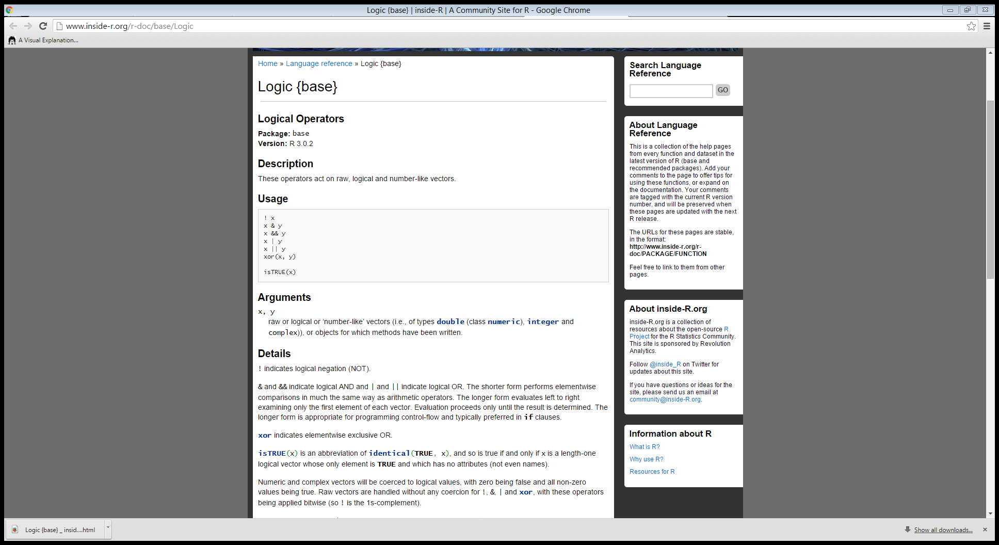 Logic {base} | inside-R | A Community Site for R - Google Chrome
www.inside-r.org/r-doc/base/Logic
A Visual Explanation...
Home » Language reference » Logic {base}
Logic {base}
Logical Operators
Package: base
Version: R 3.0.2
Description
These operators act on raw, logical and number-like vectors.
Usage
! x
x & y
x && y
x | y
x || y
xor(x, y)
isTRUE(x)
Arguments
x, y
raw or logical or ‘number-like’ vectors (i.e., of types double (class numeric), integer and
complex)), or objects for which methods have been written.
Details
! indicates logical negation (NOT).
& and && indicate logical AND and | and || indicate logical OR. The shorter form performs elementwise
comparisons in much the same way as arithmetic operators. The longer form evaluates left to right
examining only the first element of each vector. Evaluation proceeds only until the result is determined. The
longer form is appropriate for programming control-flow and typically preferred in if clauses.
xor indicates elementwise exclusive OR.
isTRUE(x) is an abbreviation of identical(TRUE, x), and so is true if and only if x is a length-one
logical vector whose only element is TRUE and which has no attributes (not even names).
Numeric and complex vectors will be coerced to logical values, with zero being false and all non-zero
values being true. Raw vectors are handled without any coercion for !, &, | and xor, with these operators
being applied bitwise (so ! is the 1s-complement).
Search Language
Reference
GO
About Language
Reference
This is a collection of the help pages
from every function and dataset in the
latest version of R (base and
recommended packages). Add your
comments to the page to offer tips for
using these functions, or expand on
the documentation. Your comments
are tagged with the current R version
number, and will be preserved when
these pages are updated with the next
R release.
The URLs for these pages are stable,
in the format:
http://www.inside-r.org/r-
doc/PACKAGE/FUNCTION
Feel free to link to them from other
pages.
About inside-R.org
inside-R.org is a collection of
resources about the open-source R
Project for the R Statistics Community.
This site is sponsored by Revolution
Analytics.
Follow @inside_R on Twitter for
updates about this site.
If you have questions or ideas for the
site, please send us an email at
community@inside-R.org.
Information about R
What is R?
Why use R?
Resources for R
Logic {base} _ insid....html
Show all downloads...